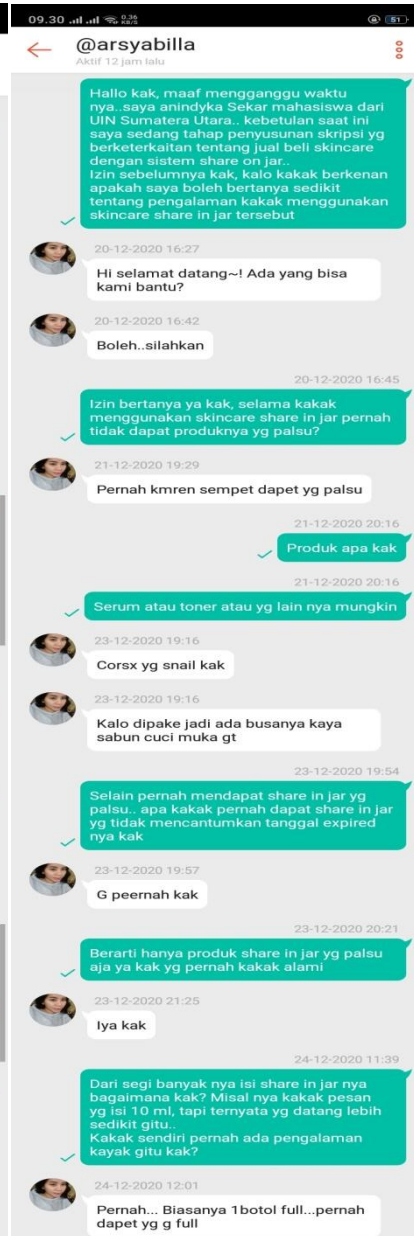 09.30 0.36 KB/S 51
@arsyabilla
Aktif 12 jam lalu
Hallo kak, maaf mengganggu waktu
nya..saya anindyka Sekar mahasiswa dari
UIN Sumatera Utara.. kebetulan saat ini
saya sedang tahap penyusunan skripsi yg
berketerkaitan tentang jual beli skincare
dengan sistem share on jar..
Izin sebelumnya kak, kalo kakak berkenan
apakah saya boleh bertanya sedikit
tentang pengalaman kakak menggunakan
skincare share in jar tersebut
20-12-2020 16:27
Hi selamat datang~! Ada yang bisa
kami bantu?
20-12-2020 16:42
Boleh..silahkan
20-12-2020 16:45
Izin bertanya ya kak, selama kakak
menggunakan skincare share in jar pernah
tidak dapat produknya yg palsu?
21-12-2020 19:29
Pernah kmren sempet dapet yg palsu
21-12-2020 20:16
Produk apa kak
21-12-2020 20:16
Serum atau toner atau yg lain nya mungkin
23-12-2020 19:16
Corsx yg snail kak
23-12-2020 19:16
Kalo dipake jadi ada busanya kaya
sabun cuci muka gt
23-12-2020 19:54
Selain pernah mendapat share in jar yg
palsu.. apa kakak pernah dapat share in jar
yg tidak mencantumkan tanggal expired
nya kak
23-12-2020 19:57
G peernah kak
23-12-2020 20:21
Berarti hanya produk share in jar yg palsu
aja ya kak yg pernah kakak alami
23-12-2020 21:25
Iya kak
24-12-2020 11:39
Dari segi banyak nya isi share in jar nya
bagaimana kak? Misal nya kakak pesan
yg isi 10 ml, tapi ternyata yg datang lebih
sedikit gitu..
Kakak sendiri pernah ada pengalaman
kayak gitu kak?
24-12-2020 12:01
Pernah... Biasanya 1botol full...pernah
dapet yg g full